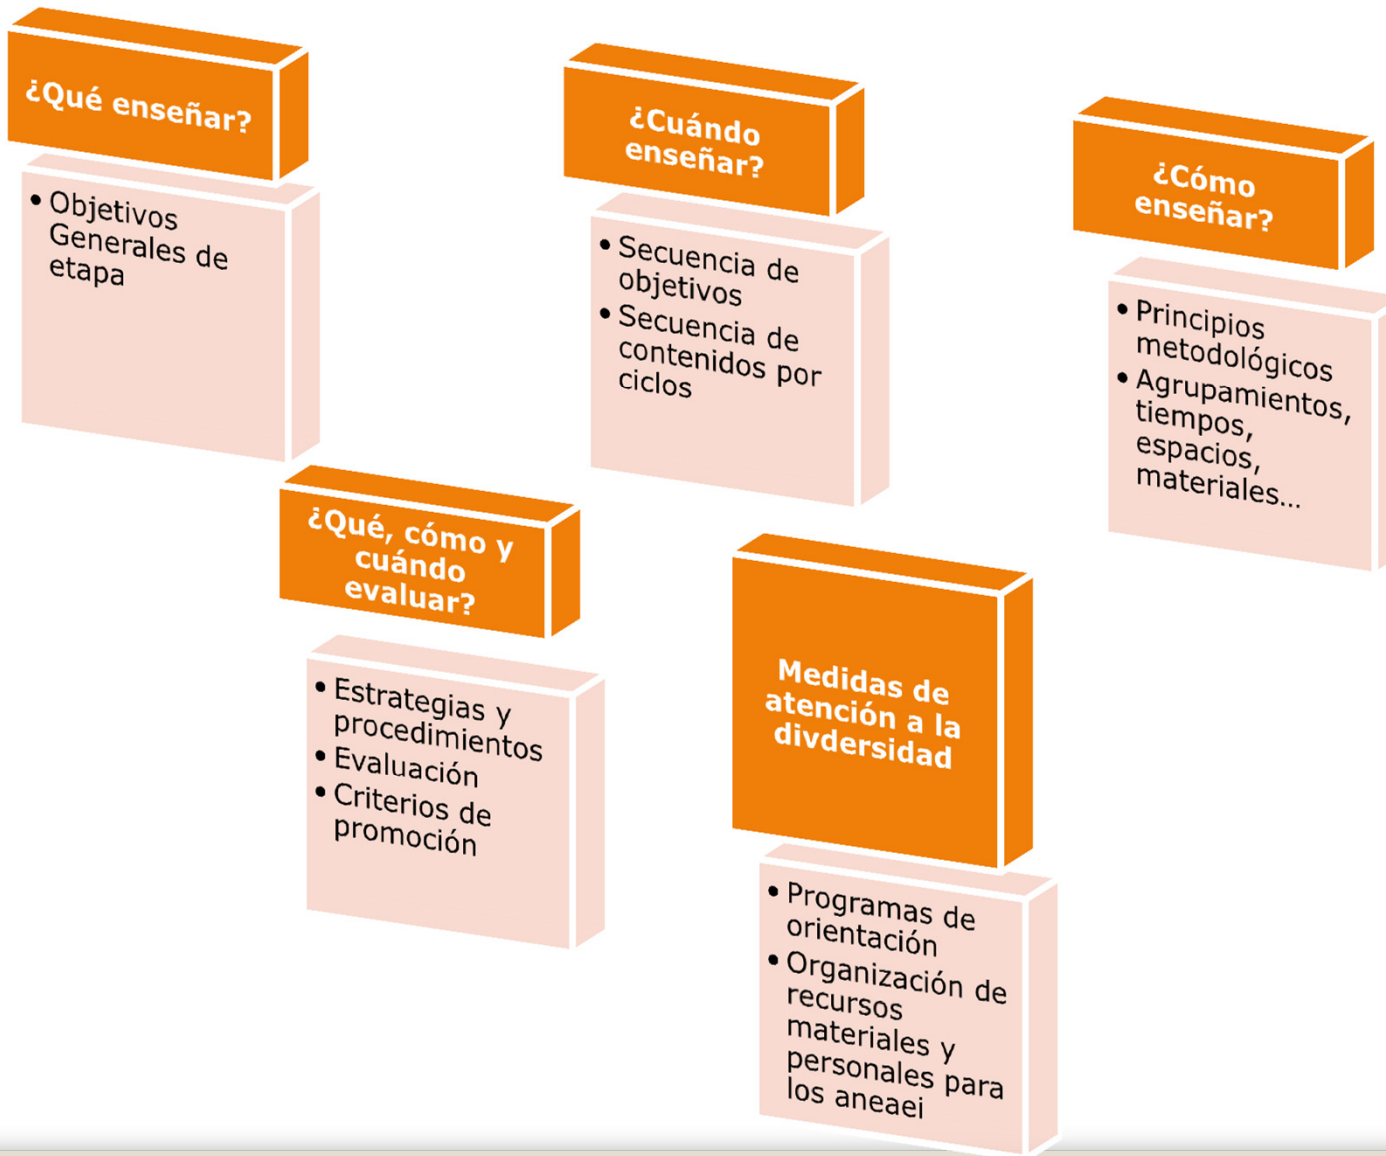 ¿Qué enseñar?
• Objetivos
Generales de
etapa
¿Cuándo
enseñar?
• Secuencia de
objetivos
• Secuencia de
contenidos por
ciclos
¿Cómo
enseñar?
• Principios
metodológicos
• Agrupamientos,
tiempos,
espacios,
materiales...
¿Qué, cómo y
cuándo
evaluar?
• Estrategias y
procedimientos
• Evaluación
• Criterios de
promoción
Medidas de
atención a la
divdersidad
• Programas de
orientación
• Organización de
recursos
materiales y
personales para
los aneaei